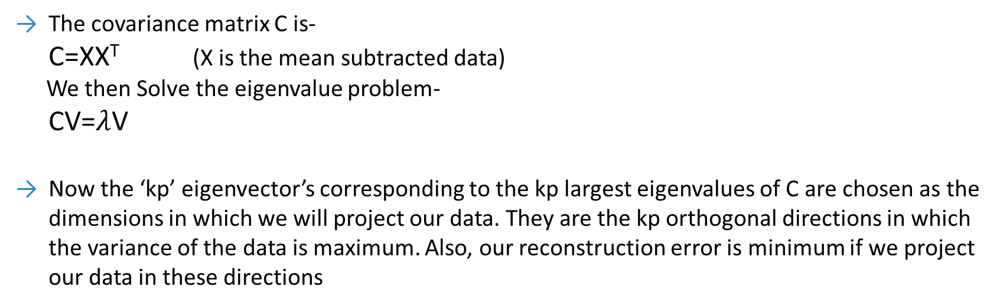 → The covariance matrix C is-
C=XXᵀ (X is the mean subtracted data)
We then Solve the eigenvalue problem-
CV=λV
→ Now the ‘kp’ eigenvector’s corresponding to the kp largest eigenvalues of C are chosen as the
dimensions in which we will project our data. They are the kp orthogonal directions in which
the variance of the data is maximum. Also, our reconstruction error is minimum if we project
our data in these directions